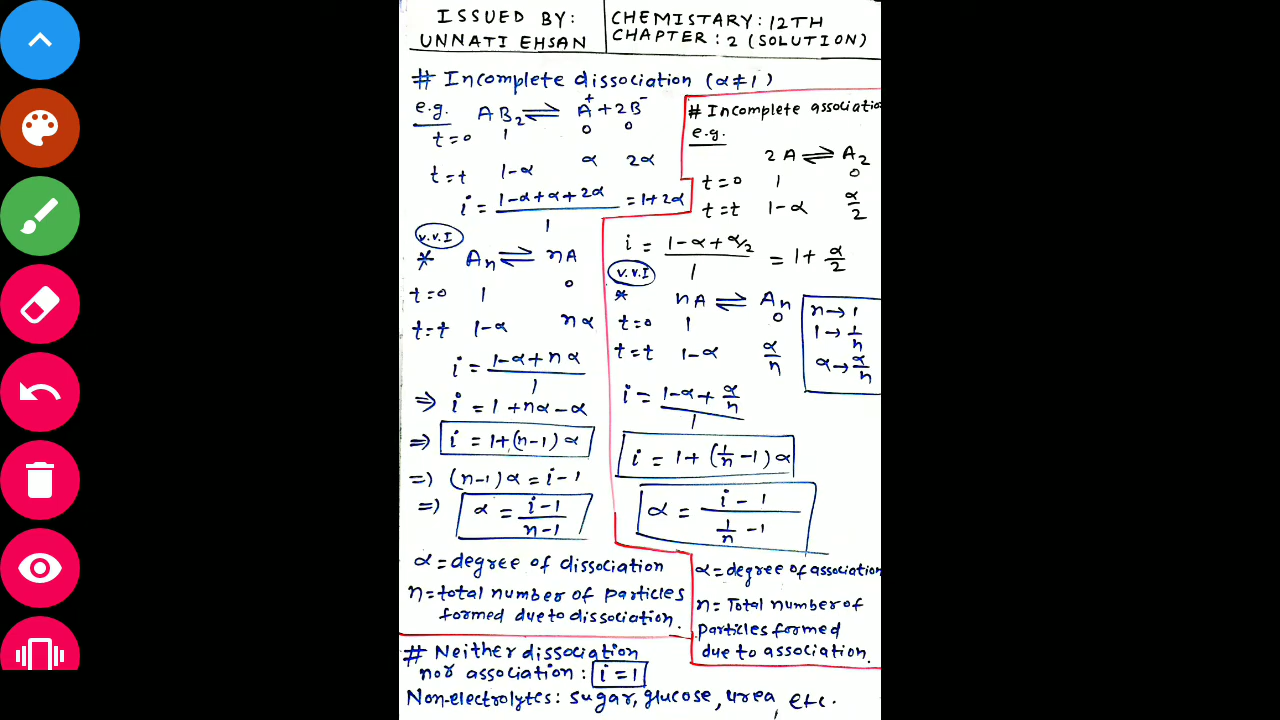 ISSUED BY:
UNNATI EHSAN
CHEMISTARY: 12TH
CHAPTER: 2 (SOLUTION)
# Incomplete dissociation (α≠1)
e.g. AB₂ ⇌ A⁺ + 2B⁻
t=0 1 0 0
t=t 1-α α 2α
i = (1-α+α+2α)/1 = 1+2α
V.V.I
* Aₙ ⇌ nA
t=0 1 0
t=t 1-α nα
i = (1-α+nα)/1
⇒ i = 1+nα-α
⇒ i = 1+(n-1)α
⇒ (n-1)α = i-1
⇒ α = (i-1)/(n-1)
α = degree of dissociation
n = total number of particles
formed due to dissociation.
# Incomplete associatio
e.g.
2A ⇌ A₂
t=0 1 0
t=t 1-α α/2
i = (1-α+α/2)/1 = 1+ α/2
V.V.I
* nA ⇌ Aₙ
t=0 1 0
t=t 1-α α/n
n→1
1→1/n
α→α/n
i = (1-α+α/n)/1
i = 1+(1/n -1)α
α = (i-1)/(1/n -1)
α = degree of association
n = Total number of
particles formed
due to association.
# Neither dissociation
nor association: i=1
Non-electrolytes: sugar, glucose, urea, etc.